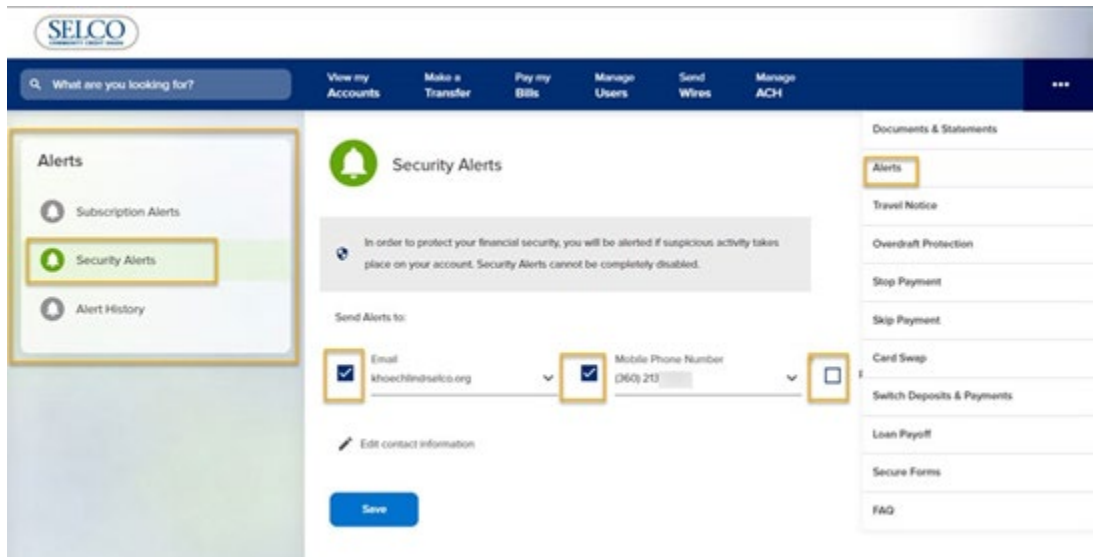 SELCO
COMMUNITY CREDIT UNION
What are you looking for?
View my
Accounts
Make a
Transfer
Pay my
Bills
Manage
Users
Send
Wires
Manage
ACH
Alerts
Subscription Alerts
Security Alerts
Alert History
Security Alerts
In order to protect your financial security, you will be alerted if suspicious activity takes
place on your account. Security Alerts cannot be completely disabled.
Send Alerts to:
Email
khoechlin@selco.org
Mobile Phone Number
(360) 213
Edit contact information
Save
Documents & Statements
Alerts
Travel Notice
Overdraft Protection
Stop Payment
Skip Payment
Card Swap
Switch Deposits & Payments
Loan Payoff
Secure Forms
FAQ